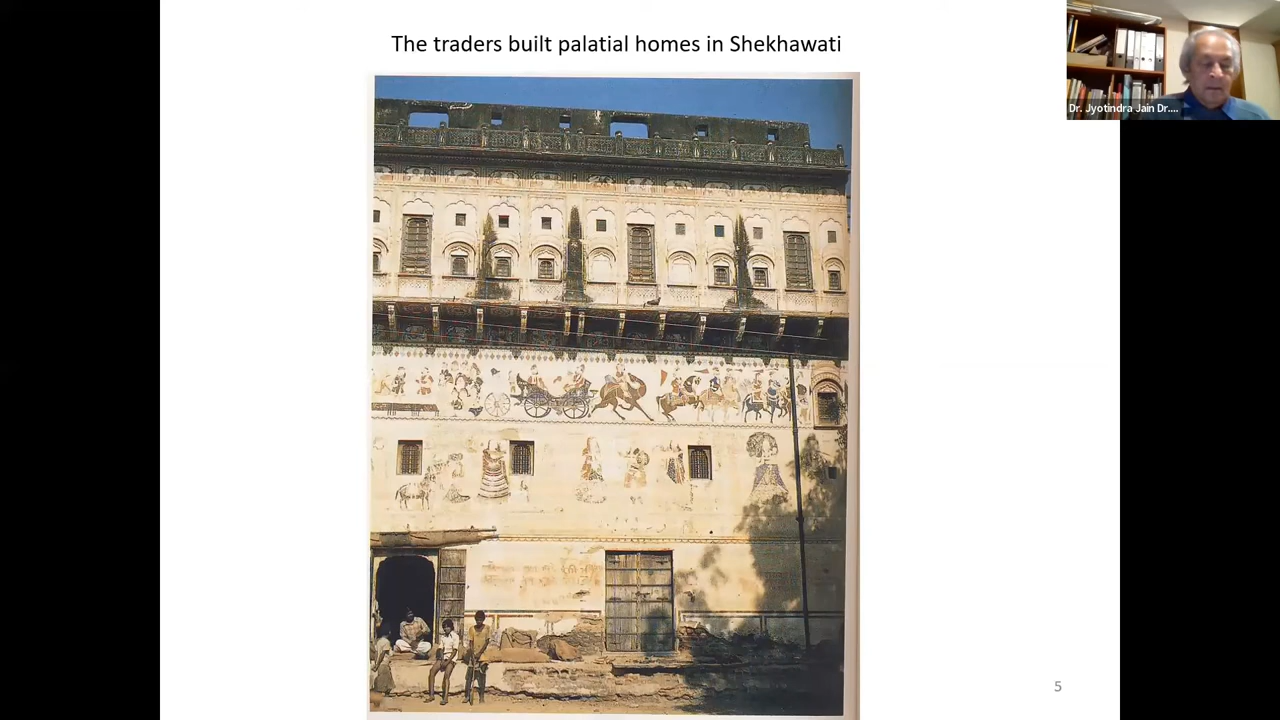 The traders built palatial homes in Shekhawati
Dr. Jyotindra Jain Dr....
5